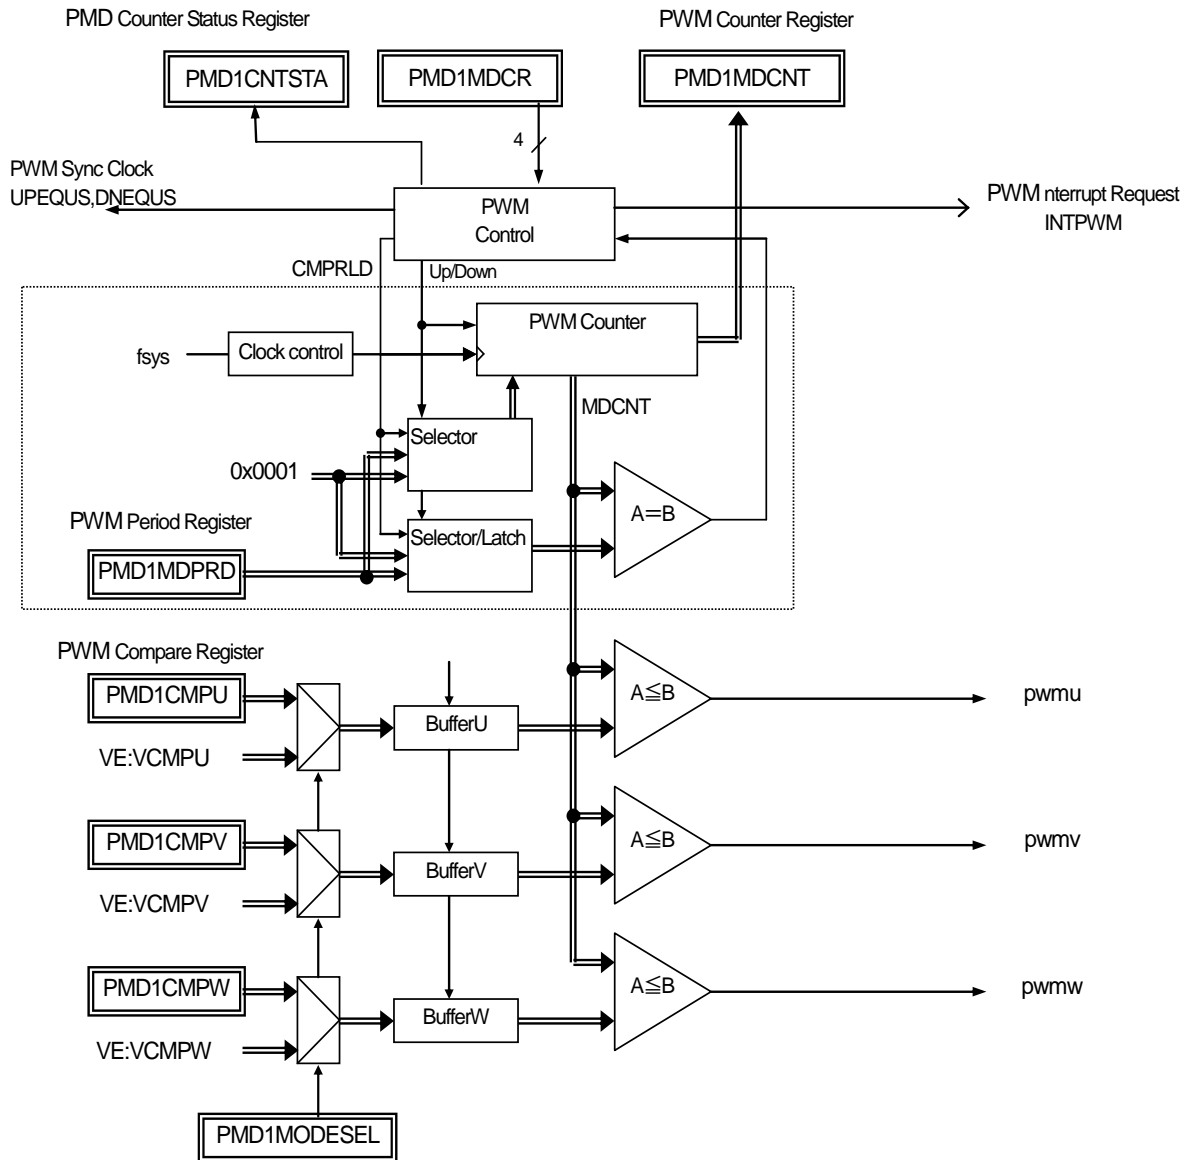 PMD Counter Status Register
PWM Counter Register
PMD1CNTSTA
PMD1MDCR
PMD1MDCNT
4
PWM Sync Clock
UPEQUS,DNEQUS
PWM
Control
PWM nterrupt Request
INTPWM
CMPRLD
Up/Down
PWM Counter
fsys
Clock control
MDCNT
Selector
0x0001
A=B
PWM Period Register
Selector/Latch
PMD1MDPRD
PWM Compare Register
PMD1CMPU
BufferU
A≦B
pwmu
VE:VCMPU
PMD1CMPV
BufferV
A≦B
pwmv
VE:VCMPV
PMD1CMPW
BufferW
A≦B
pwmw
VE:VCMPW
PMD1MODESEL